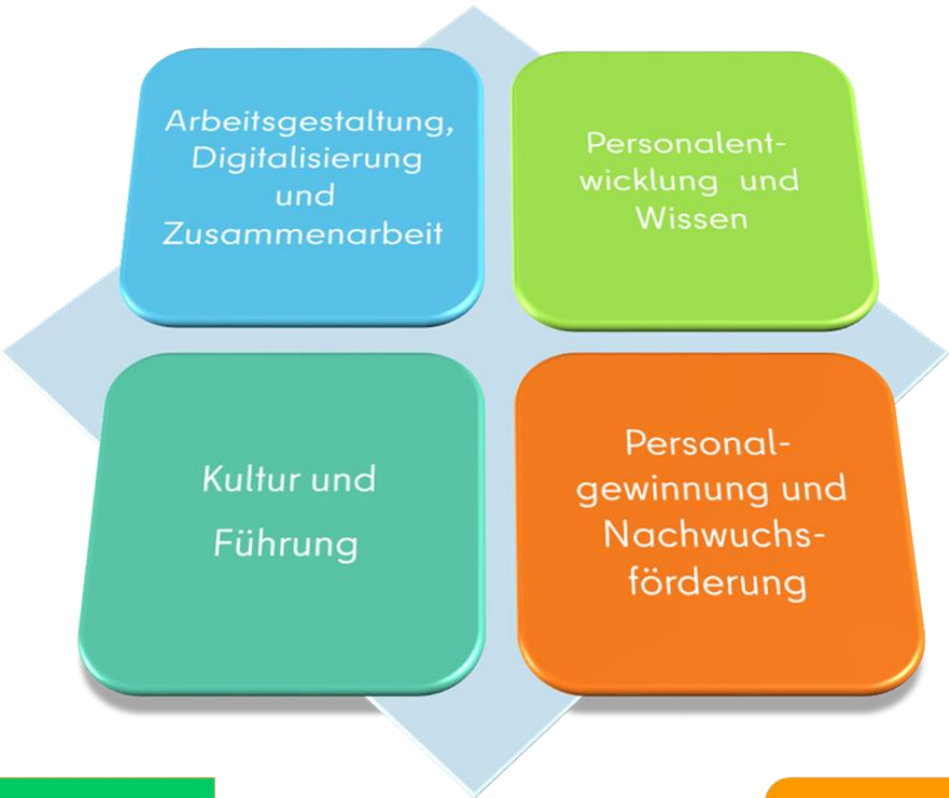 Arbeitsgestaltung,
Digitalisierung
und
Zusammenarbeit
Personalent-
wicklung und
Wissen
Kultur und
Führung
Personal-
gewinnung und
Nachwuchs-
förderung